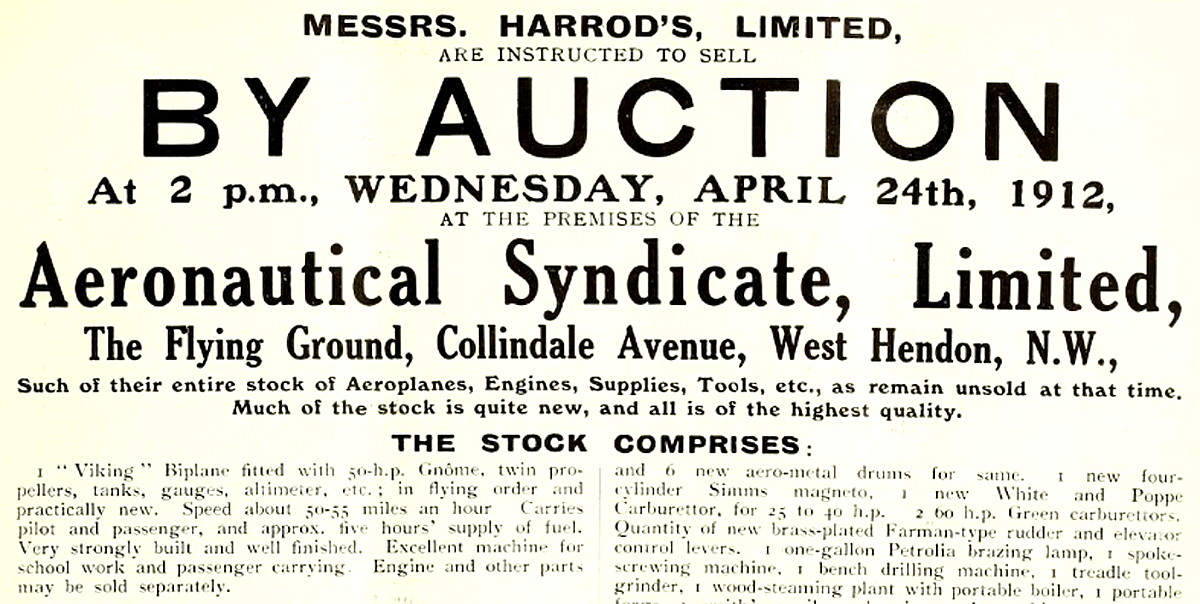 MESSRS. HARROD'S, LIMITED,
ARE INSTRUCTED TO SELL
BY AUCTION
At 2 p.m., WEDNESDAY, APRIL 24th, 1912,
AT THE PREMISES OF THE
Aeronautical Syndicate, Limited,
The Flying Ground, Collindale Avenue, West Hendon, N.W.,
Such of their entire stock of Aeroplanes, Engines, Supplies, Tools, etc., as remain unsold at that time.
Much of the stock is quite new, and all is of the highest quality.
THE STOCK COMPRISES:
1 "Viking" Biplane fitted with 50-h.p. Gnôme, twin pro-
pellers, tanks, gauges, altimeter, etc.; in flying order and
practically new. Speed about 50-55 miles an hour Carries
pilot and passenger, and approx. five hours' supply of fuel.
Very strongly built and well finished. Excellent machine for
school work and passenger carrying. Engine and other parts
may be sold separately.
and 6 new aero-metal drums for same. 1 new four-
cylinder Simms magneto, 1 new White and Poppe
Carburettor, for 25 to 40 h.p. 2 60 h.p. Green carburettors.
Quantity of new brass-plated Farman-type rudder and elevator
control levers. 1 one-gallon Petrolia brazing lamp, 1 spoke-
screwing machine, 1 bench drilling machine, 1 treadle tool-
grinder, 1 wood-steaming plant with portable boiler, 1 portable